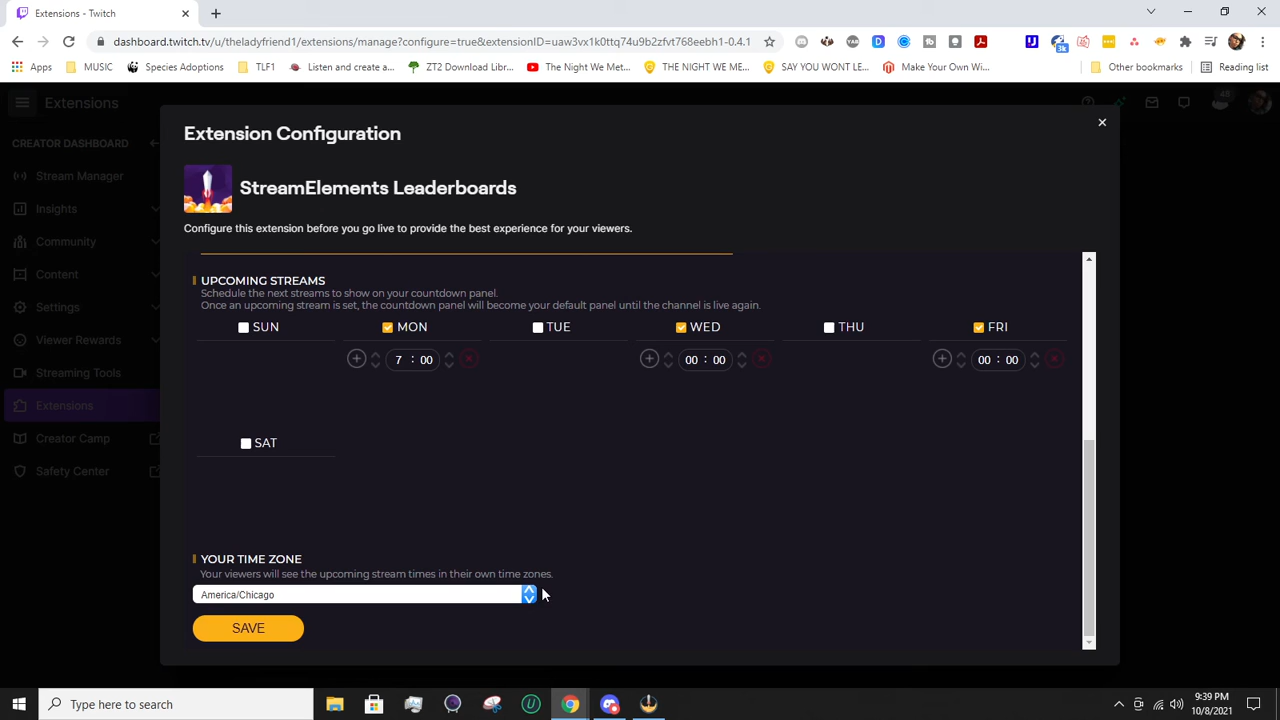 Extensions - Twitch
dashboard.twitch.tv/u/theladyfriend1/extensions/manage?configure=true&extensionID=uaw3vx1k0ttq74u9b2zfvt768eebh1-0.4.1
YAB
3k
Apps MUSIC Species Adoptions TLF1 Listen and create a... ZT2 Download Lib... The Night We Met... THE NIGHT WE ME... SAY YOU WONT LE... Make Your Own Wi... Other bookmarks Reading list
Extensions
45
Extension Configuration
CREATOR DASHBOARD
Stream Manager
StreamElements Leaderboards
Insights
Configure this extension before you go live to provide the best experience for your viewers.
Community
Content
UPCOMING STREAMS
Schedule the next streams to show on your countdown panel.
Once an upcoming stream is set, the countdown panel will become your default panel until the channel is live again.
Settings
SUN MON TUE WED THU FRI
Viewer Rewards
7 : 00 00 : 00 00 : 00
Streaming Tools
Extensions
Creator Camp
SAT
Safety Center
YOUR TIME ZONE
Your viewers will see the upcoming stream times in their own time zones.
America/Chicago
SAVE
Type here to search
9:39 PM
10/8/2021